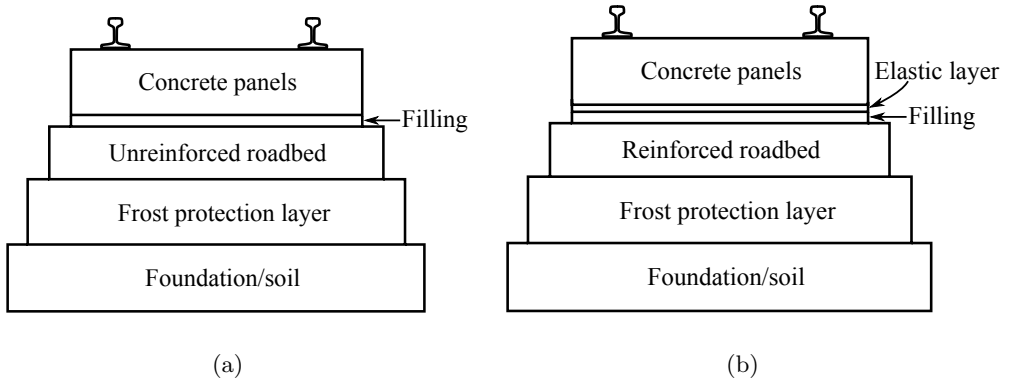 Concrete panels
Filling
Unreinforced roadbed
Frost protection layer
Foundation/soil
(a)
Concrete panels
Elastic layer
Filling
Reinforced roadbed
Frost protection layer
Foundation/soil
(b)